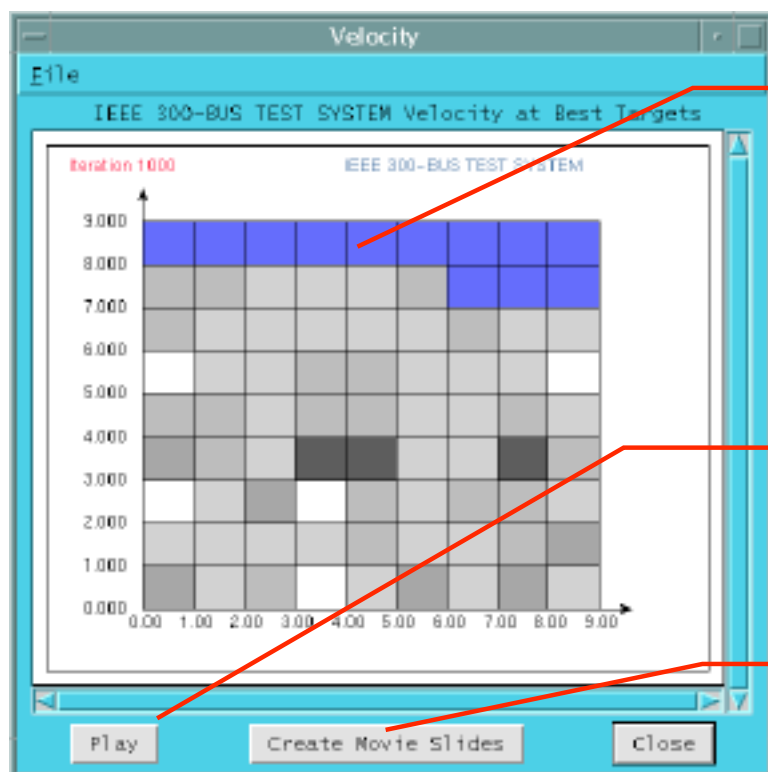 Velocity
File
IEEE 300-BUS TEST SYSTEM Velocity at Best Targets
Iteration 1000 IEEE 300-BUS TEST SYSTEM
9.000
8.000
7.000
6.000
5.000
4.000
3.000
2.000
1.000
0.000
0.00 1.00 2.00 3.00 4.00 5.00 6.00 7.00 8.00 9.00
Play Create Movie Slides Close